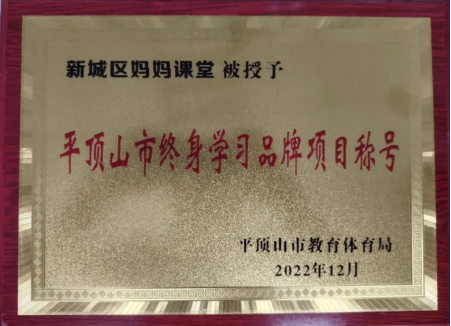 新城区妈妈课堂 被授予
平顶山市终身学习品牌项目称号
平顶山市教育体育局
2022年12月